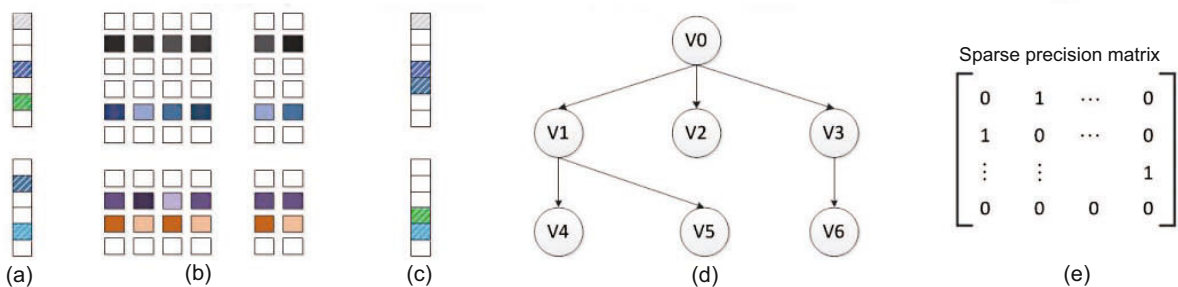 V0
Sparse precision matrix
0 1 ... 0
V1 V2 V3
1 0 ... 0
⋮ ⋮ 1
V4 V5 V6
0 0 0 0
(a) (b) (c) (d) (e)